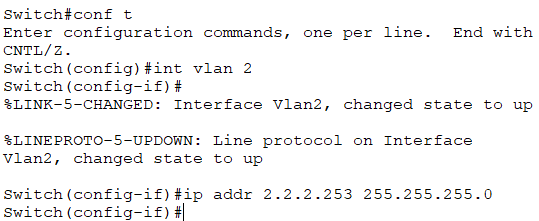 Switch#conf t
Enter configuration commands, one per line.  End with
CNTL/Z.
Switch(config)#int vlan 2
Switch(config-if)#
%LINK-5-CHANGED: Interface Vlan2, changed state to up
%LINEPROTO-5-UPDOWN: Line protocol on Interface
Vlan2, changed state to up
Switch(config-if)#ip addr 2.2.2.253 255.255.255.0
Switch(config-if)#